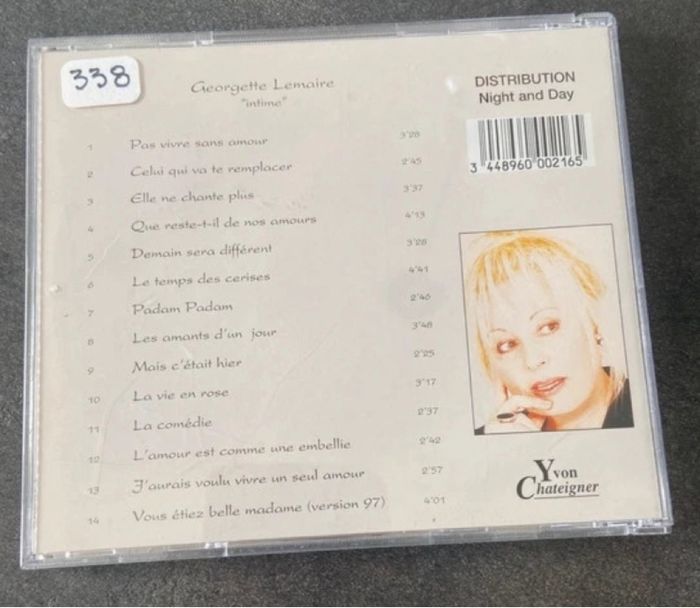 338
Georgette Lemaire
"intime"
DISTRIBUTION
Night and Day
3 448960 002165
1 Pas vivre sans amour 3'28
2 Celui qui va te remplacer 2'45
3 Elle ne chante plus 3'37
4 Que reste-t-il de nos amours 4'13
5 Demain sera différent 3'28
6 Le temps des cerises 4'41
7 Padam Padam 2'46
8 Les amants d'un jour 3'48
9 Mais c'était hier 2'25
10 La vie en rose 3'17
11 La comédie 2'37
12 L'amour est comme une embellie 2'42
13 J'aurais voulu vivre un seul amour 2'57
14 Vous étiez belle madame (version 97) 4'01
Yvon
Chateigner